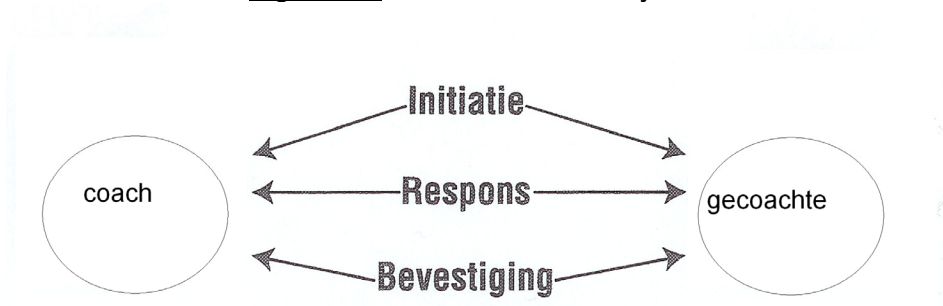 Initiatie
coach
Respons
gecoachte
Bevestiging